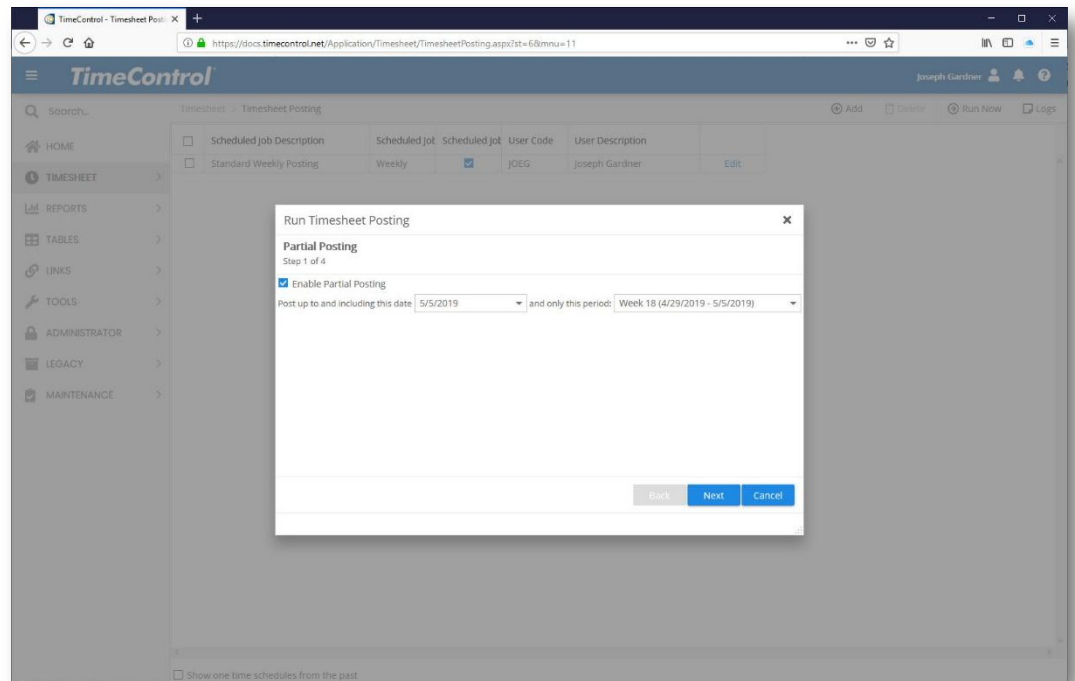 TimeControl - Timesheet Posti
https://docs.timecontrol.net/Application/Timesheet/TimesheetPosting.aspx?st=6&mnu=11
TimeControl
Joseph Gardner
Search...
Timesheet > Timesheet Posting
Add Delete Run Now Logs
HOME
TIMESHEET
REPORTS
TABLES
LINKS
TOOLS
ADMINISTRATOR
LEGACY
MAINTENANCE
Scheduled Job Description Scheduled Job Scheduled Job User Code User Description
Standard Weekly Posting Weekly JOEG Joseph Gardner Edit
Run Timesheet Posting
Partial Posting
Step 1 of 4
Enable Partial Posting
Post up to and including this date 5/5/2019 and only this period: Week 18 (4/29/2019 - 5/5/2019)
Back Next Cancel
Show one time schedules from the past